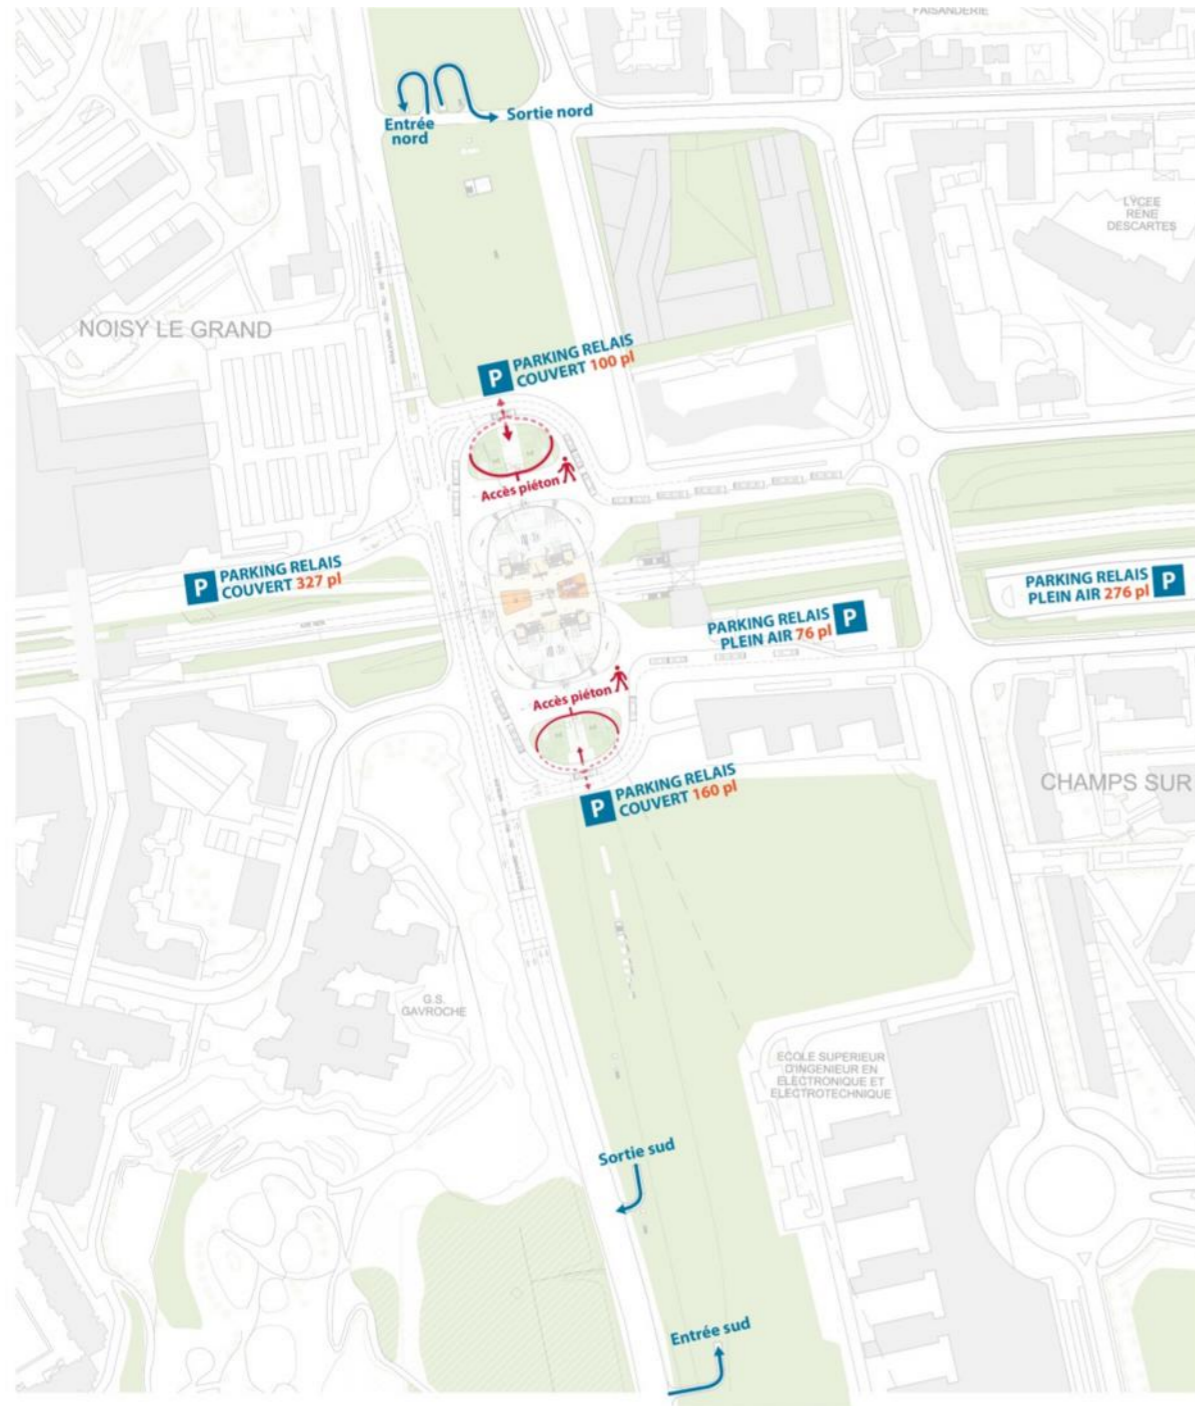 FAISANDERIE
Entrée
nord
Sortie nord
LYCEE
RENE
DESCARTES
NOISY LE GRAND
P PARKING RELAIS
COUVERT 100 pl
Accès piéton
P PARKING RELAIS
COUVERT 327 pl
PARKING RELAIS P
PLEIN AIR 276 pl
PARKING RELAIS P
PLEIN AIR 76 pl
Accès piéton
P PARKING RELAIS
COUVERT 160 pl
CHAMPS SUR
G.S.
GAVROCHE
ECOLE SUPERIEUR
D'INGENIEUR EN
ELECTRONIQUE ET
ELECTROTECHNIQUE
Sortie sud
Entrée sud